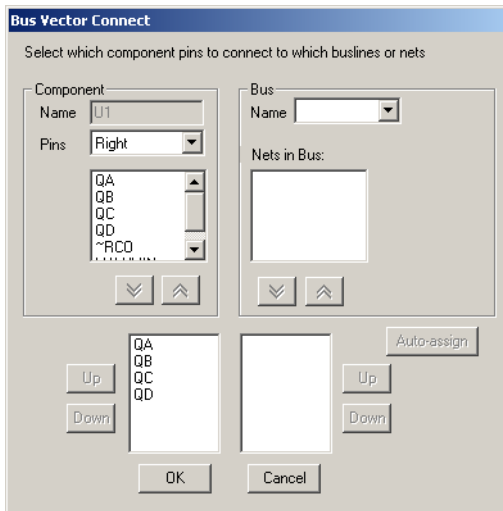 Bus Vector Connect
Select which component pins to connect to which buslines or nets
Component
Name U1
Pins Right
QA
QB
QC
QD
~RCO
Bus
Name
Nets in Bus:
QA
QB
QC
QD
Up
Down
Auto-assign
Up
Down
OK
Cancel